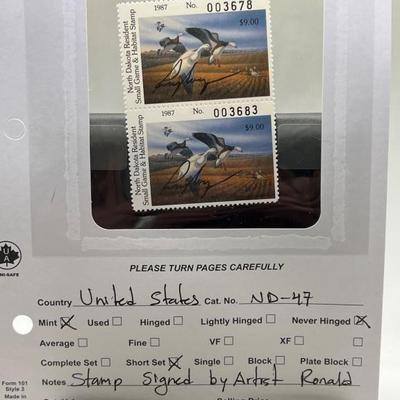 1987 No. 003678
$9.00
North Dakota Resident
Small Game & Habitat Stamp
1987 No. 003683
$9.00
North Dakota Resident
Small Game & Habitat Stamp
PLEASE TURN PAGES CAREFULLY
Country United States Cat. No. ND-47
Mint Used Hinged Lightly Hinged Never Hinged
Average Fine VF XF
Complete Set Short Set Single Block Plate Block
Form 101
Style 3
Made in
Notes Stamp Signed by Artist Ronald